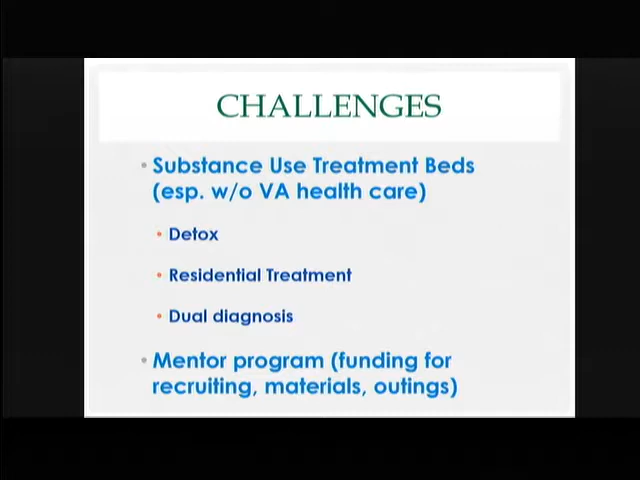 CHALLENGES
• Substance Use Treatment Beds
(esp. w/o VA health care)
• Detox
• Residential Treatment
• Dual diagnosis
• Mentor program (funding for
recruiting, materials, outings)